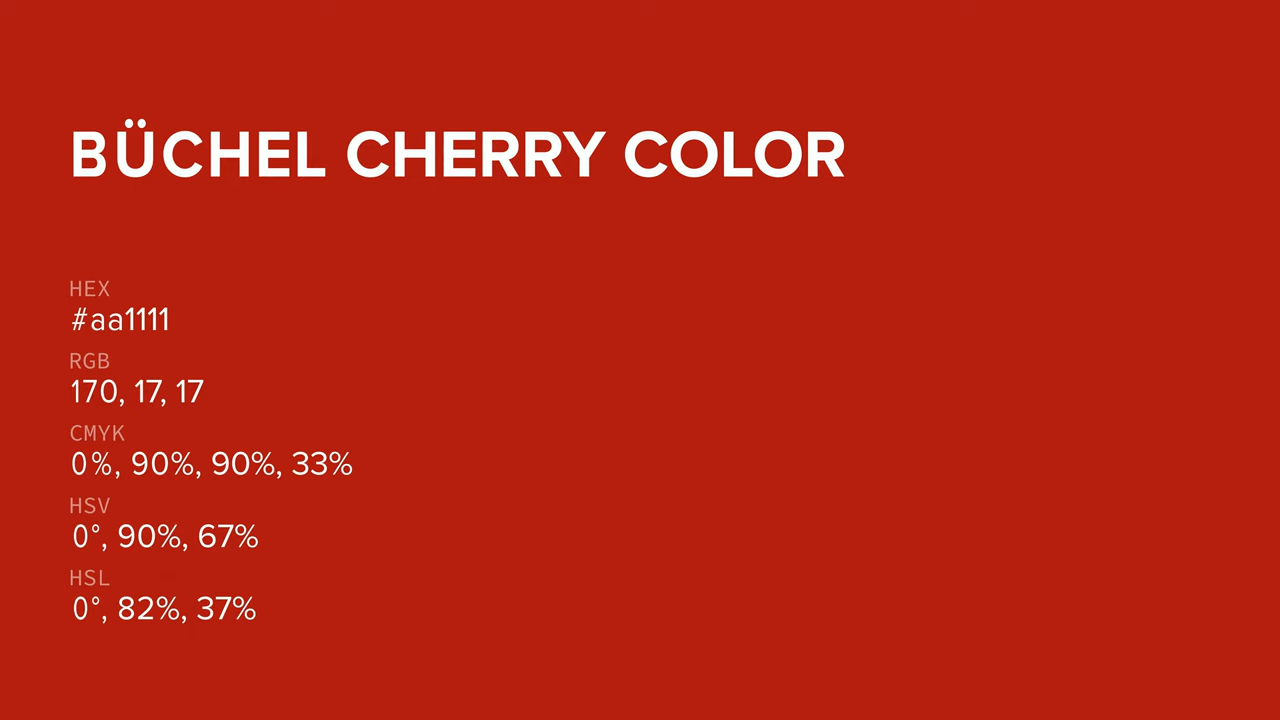 BÜCHEL CHERRY COLOR
HEX
#aa1111
RGB
170, 17, 17
CMYK
0%, 90%, 90%, 33%
HSV
0°, 90%, 67%
HSL
0°, 82%, 37%